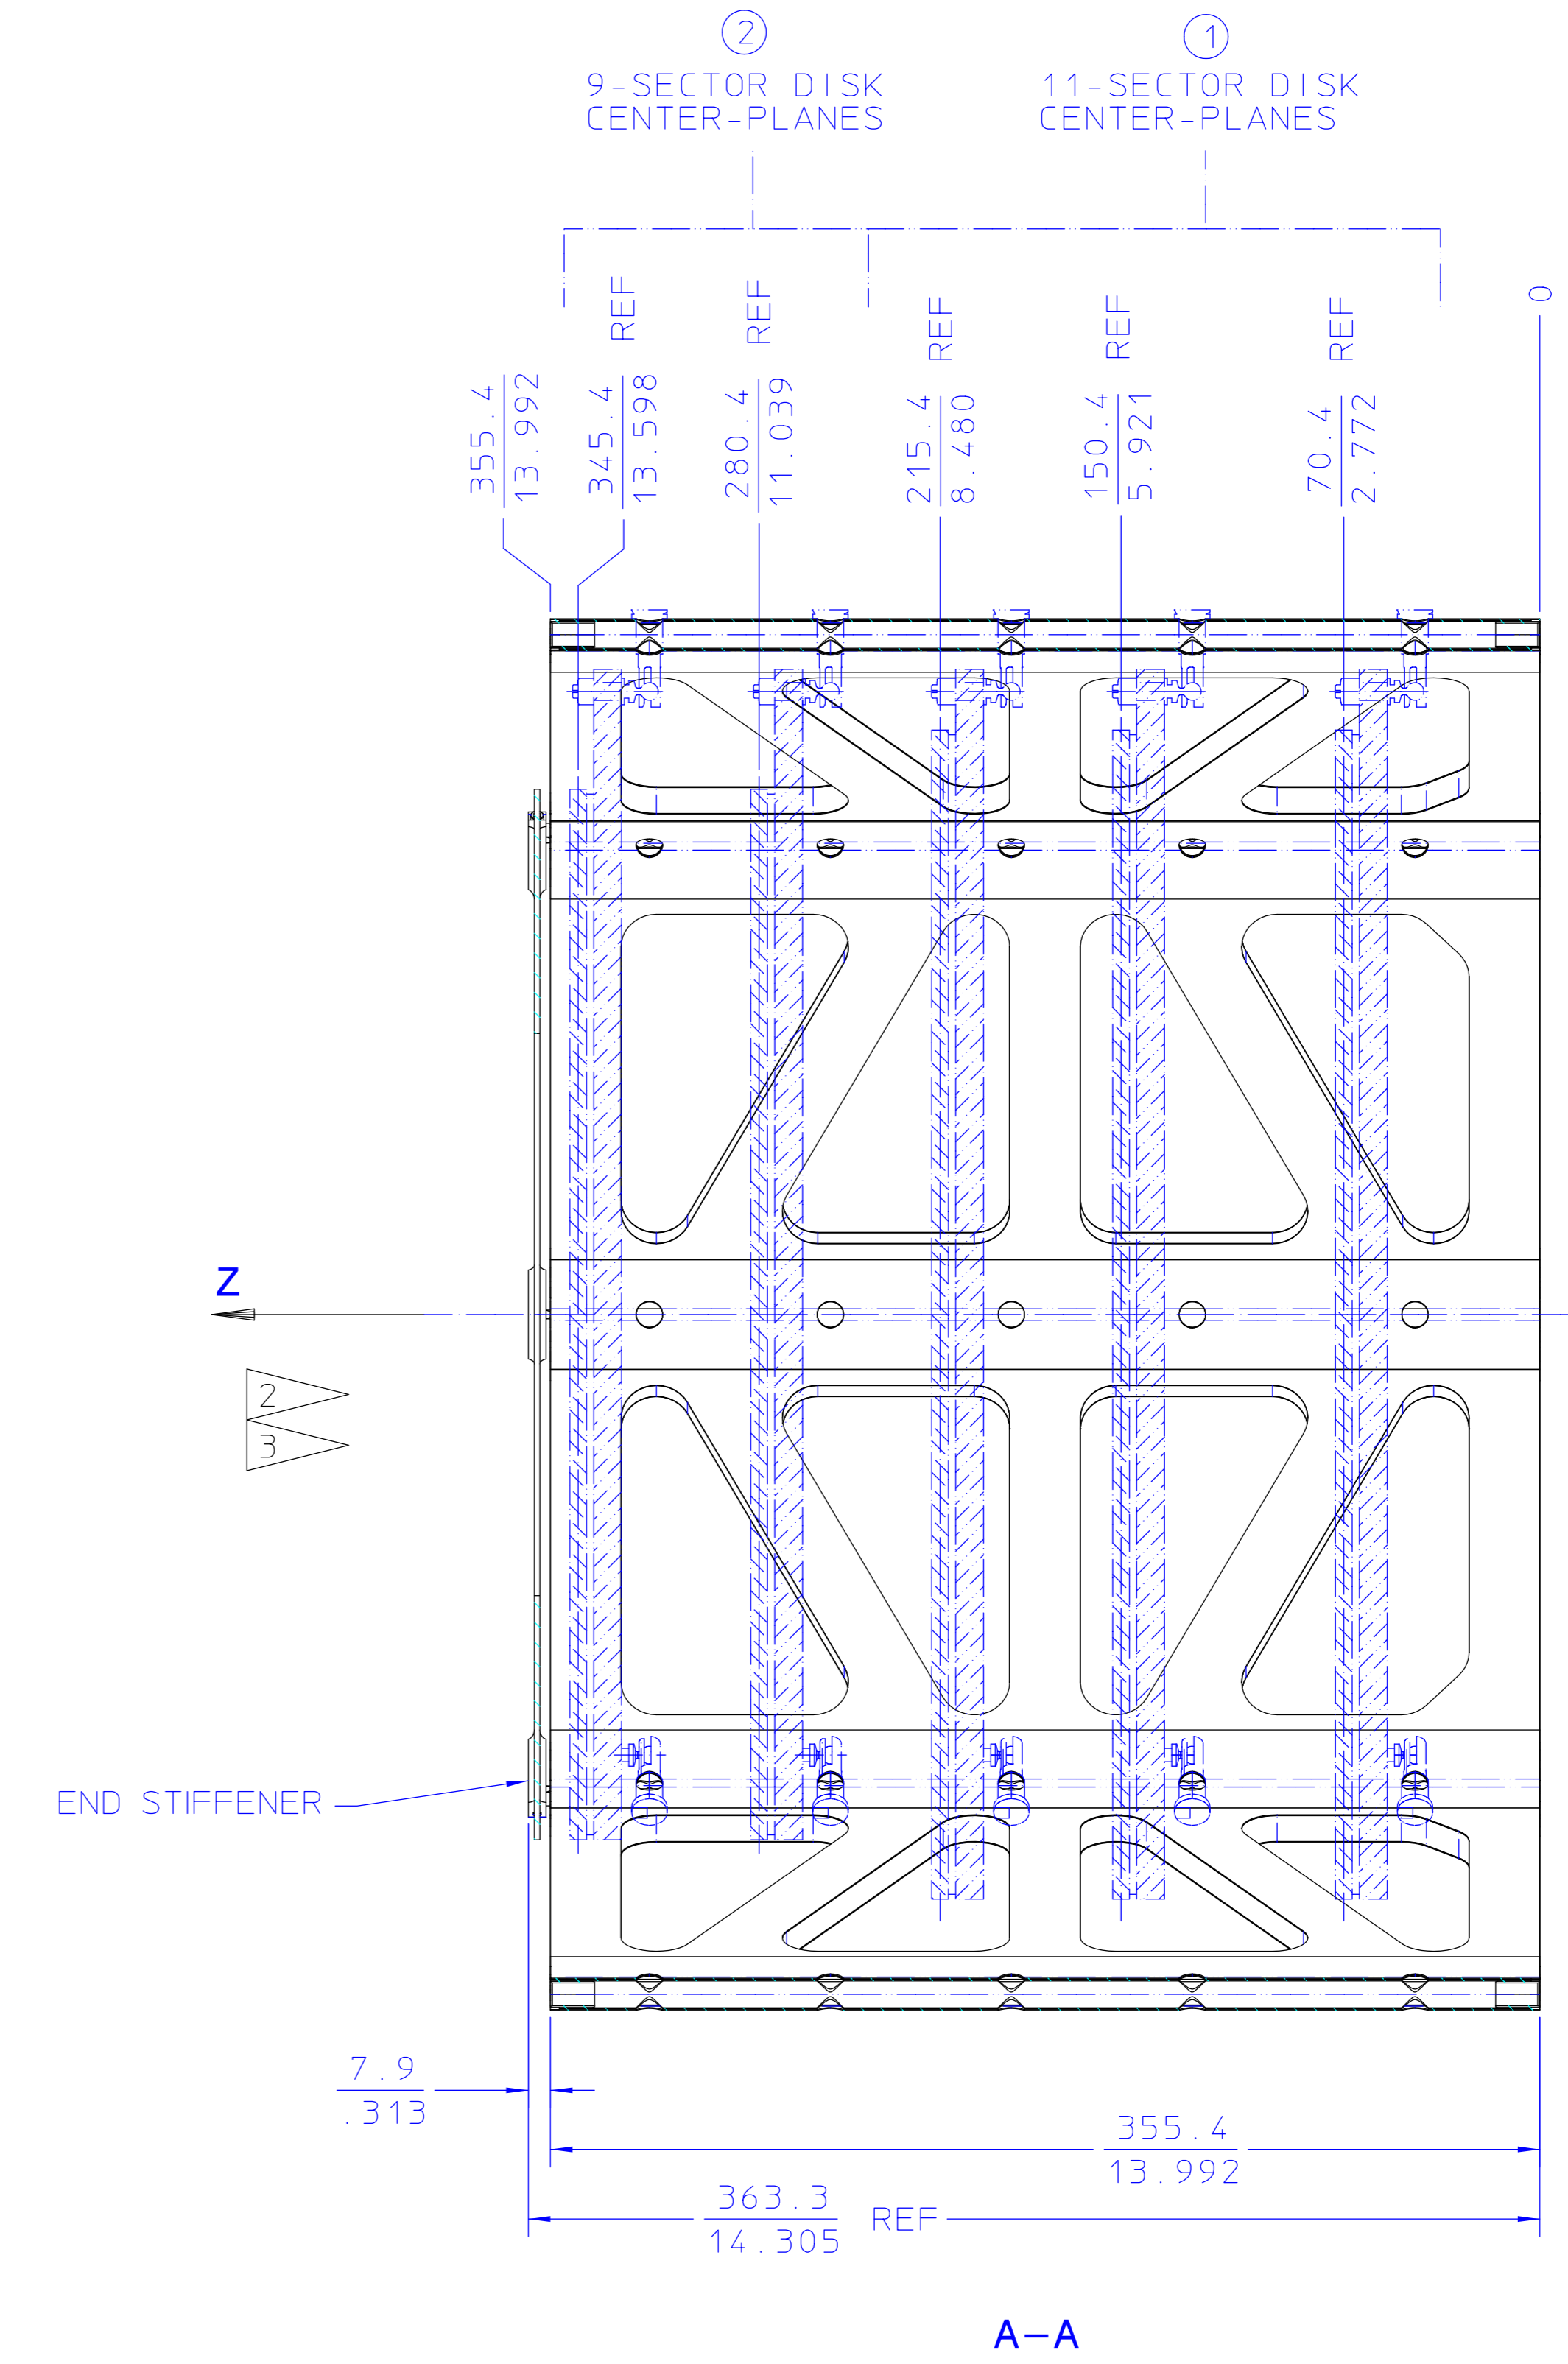 2
9-SECTOR DISK
CENTER-PLANES
1
11-SECTOR DISK
CENTER-PLANES
355.4
13.992
345.4 REF
13.598
280.4 REF
11.039
215.4 REF
8.480
150.4 REF
5.921
70.4 REF
2.772
0
Z
2
3
END STIFFENER
7.9
.313
355.4
13.992
363.3 REF
14.305
A-A